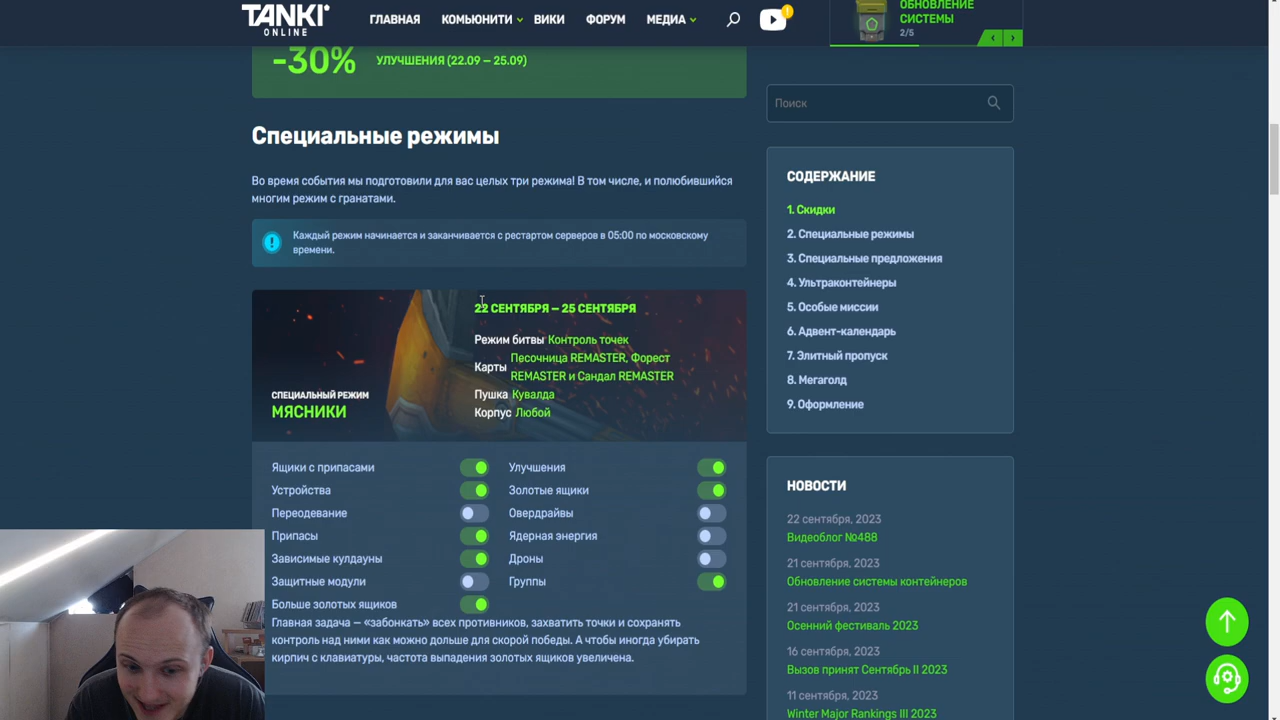 TANKI
ONLINE
ГЛАВНАЯ
КОМЬЮНИТИ
ВИКИ
ФОРУМ
МЕДИА
!
ОБНОВЛЕНИЕ
СИСТЕМЫ
2/5
-30%
УЛУЧШЕНИЯ (22.09 – 25.09)
Специальные режимы
Во время события мы подготовили для вас целых три режима! В том числе, и полюбившийся
многим режим с гранатами.
Каждый режим начинается и заканчивается с рестартом серверов в 05:00 по московскому
времени.
22 СЕНТЯБРЯ – 25 СЕНТЯБРЯ
Режим битвы Контроль точек
Карты Песочница REMASTER, Форест
REMASTER и Сандал REMASTER
Пушка Кувалда
Корпус Любой
СПЕЦИАЛЬНЫЙ РЕЖИМ
МЯСНИКИ
Ящики с припасами
Улучшения
Устройства
Золотые ящики
Переодевание
Овердрайвы
Припасы
Ядерная энергия
Зависимые кулдауны
Дроны
Защитные модули
Группы
Больше золотых ящиков
Главная задача — «забонкать» всех противников, захватить точки и сохранять
контроль над ними как можно дольше для скорой победы. А чтобы иногда убирать
кирпич с клавиатуры, частота выпадения золотых ящиков увеличена.
Поиск
СОДЕРЖАНИЕ
1. Скидки
2. Специальные режимы
3. Специальные предложения
4. Ультраконтейнеры
5. Особые миссии
6. Адвент-календарь
7. Элитный пропуск
8. Мегаголд
9. Оформление
НОВОСТИ
22 сентября, 2023
Видеоблог №488
21 сентября, 2023
Обновление системы контейнеров
21 сентября, 2023
Осенний фестиваль 2023
16 сентября, 2023
Вызов принят Сентябрь II 2023
11 сентября, 2023
Winter Major Rankings III 2023